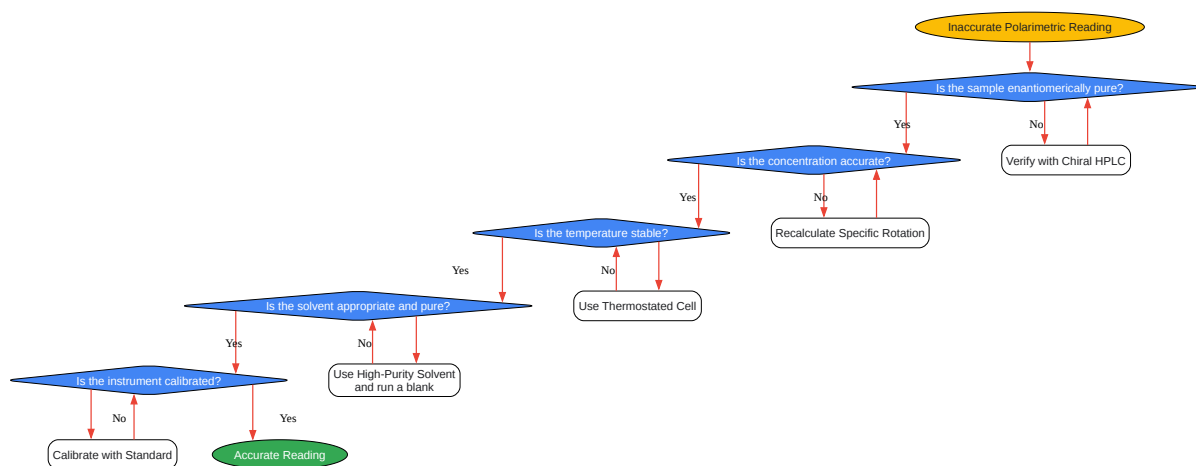 Inaccurate Polarimetric Reading
Is the sample enantiomerically pure?
Yes
No
Is the concentration accurate?
Verify with Chiral HPLC
Yes
No
Is the temperature stable?
Recalculate Specific Rotation
Yes
No
Is the solvent appropriate and pure?
Use Thermostated Cell
Yes
No
Is the instrument calibrated?
Use High-Purity Solvent
and run a blank
No
Yes
Calibrate with Standard
Accurate Reading